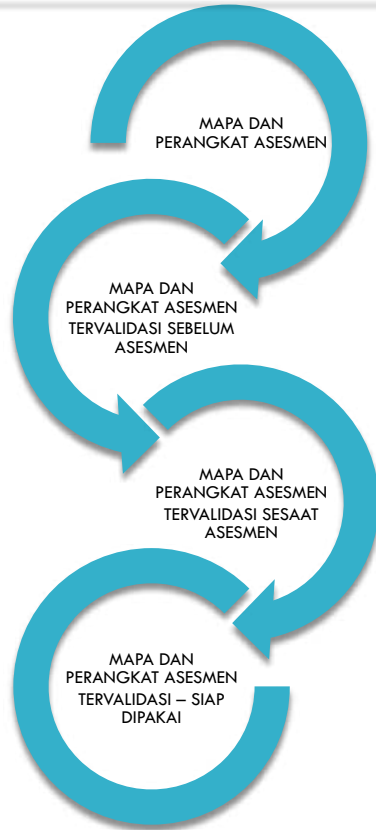 MAPA DAN
PERANGKAT ASESMEN
MAPA DAN
PERANGKAT ASESMEN
TERVALIDASI SEBELUM
ASESMEN
MAPA DAN
PERANGKAT ASESMEN
TERVALIDASI SESAAT
ASESMEN
MAPA DAN
PERANGKAT ASESMEN
TERVALIDASI – SIAP
DIPAKAI